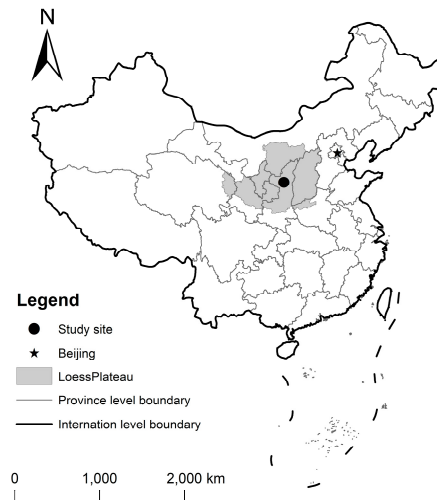 N
Legend
Study site
Beijing
LoessPlateau
Province level boundary
Internation level boundary
0 1,000 2,000 km